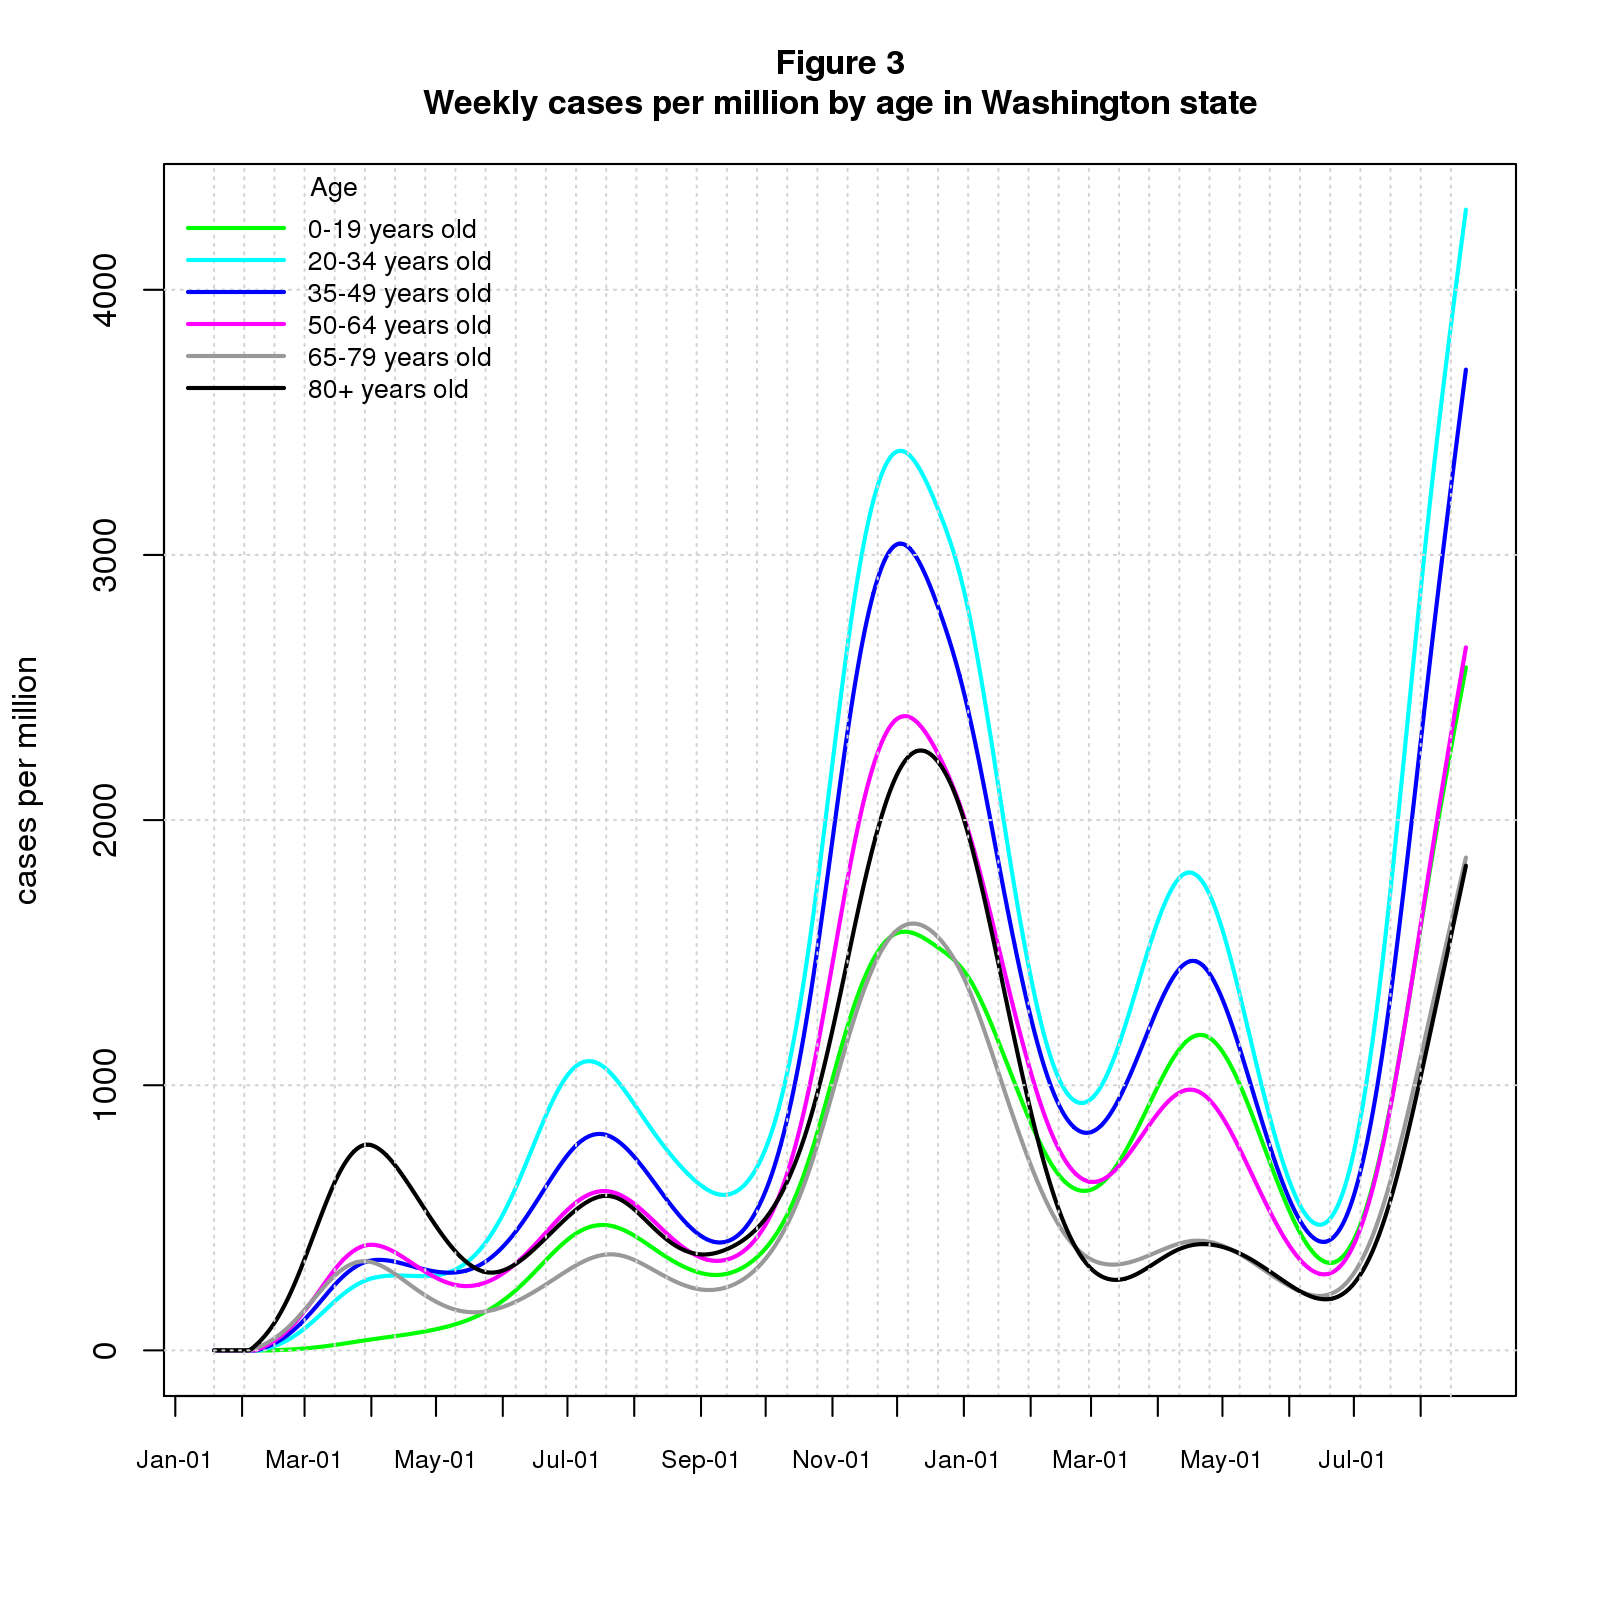 Figure 3
Weekly cases per million by age in Washington state
Age
0-19 years old
20-34 years old
35-49 years old
50-64 years old
65-79 years old
80+ years old
cases per million
4000
3000
2000
1000
0
Jan-01 Mar-01 May-01 Jul-01 Sep-01 Nov-01 Jan-01 Mar-01 May-01 Jul-01